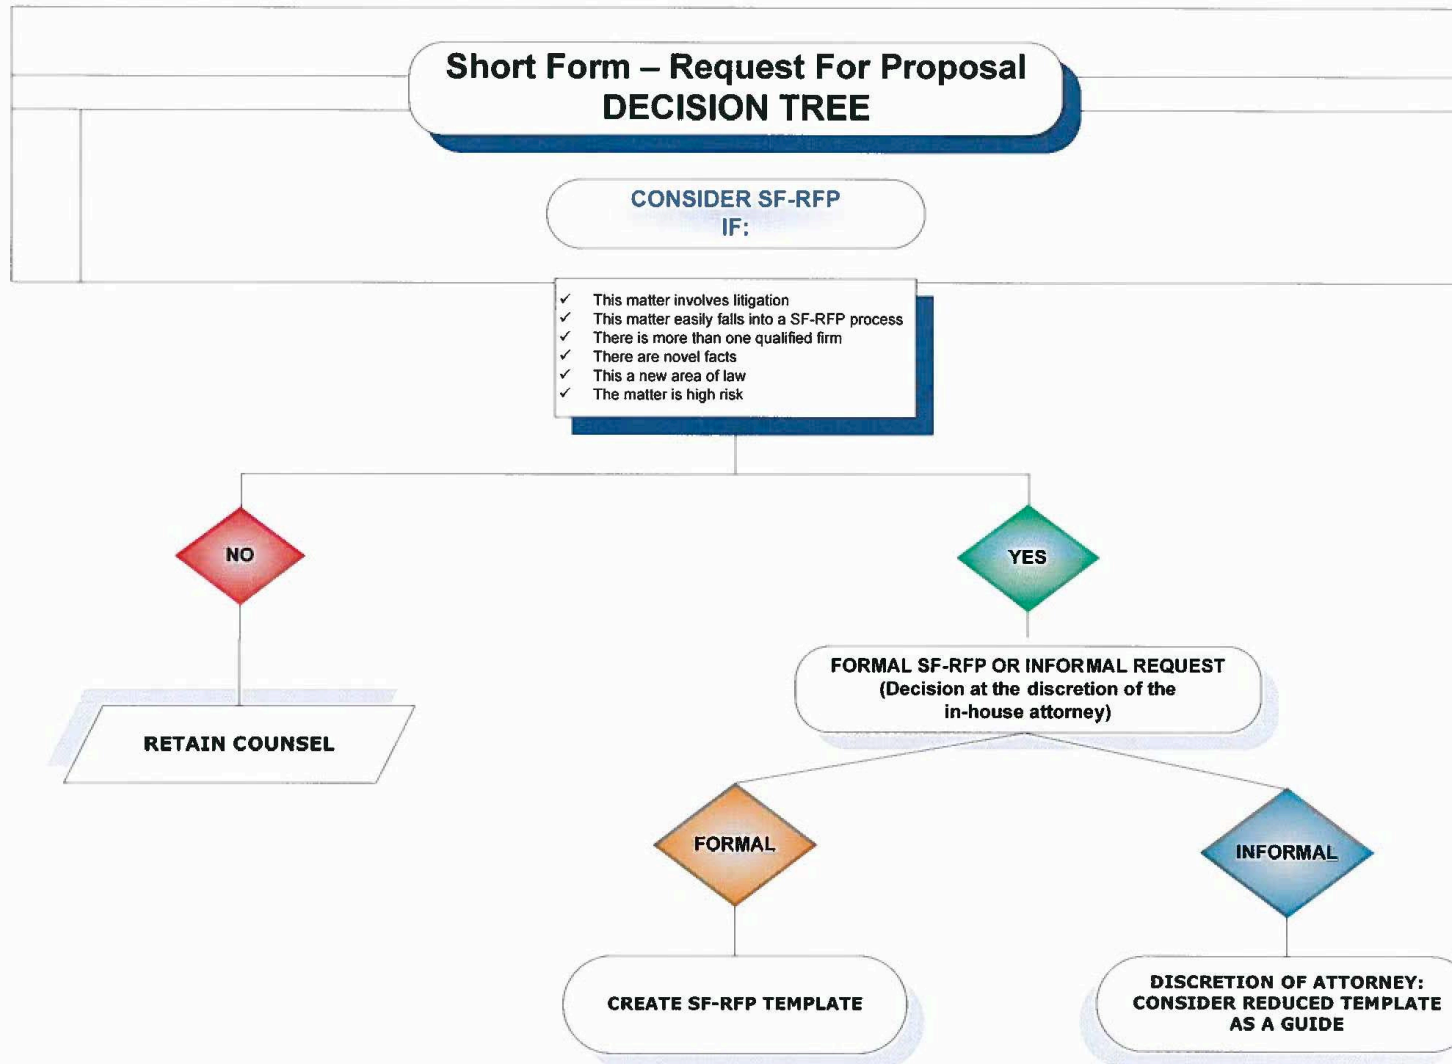 Short Form – Request For Proposal
DECISION TREE
CONSIDER SF-RFP
IF:
✓ This matter involves litigation
✓ This matter easily falls into a SF-RFP process
✓ There is more than one qualified firm
✓ There are novel facts
✓ This a new area of law
✓ The matter is high risk
NO
YES
FORMAL SF-RFP OR INFORMAL REQUEST
(Decision at the discretion of the
in-house attorney)
RETAIN COUNSEL
FORMAL
INFORMAL
CREATE SF-RFP TEMPLATE
DISCRETION OF ATTORNEY:
CONSIDER REDUCED TEMPLATE
AS A GUIDE